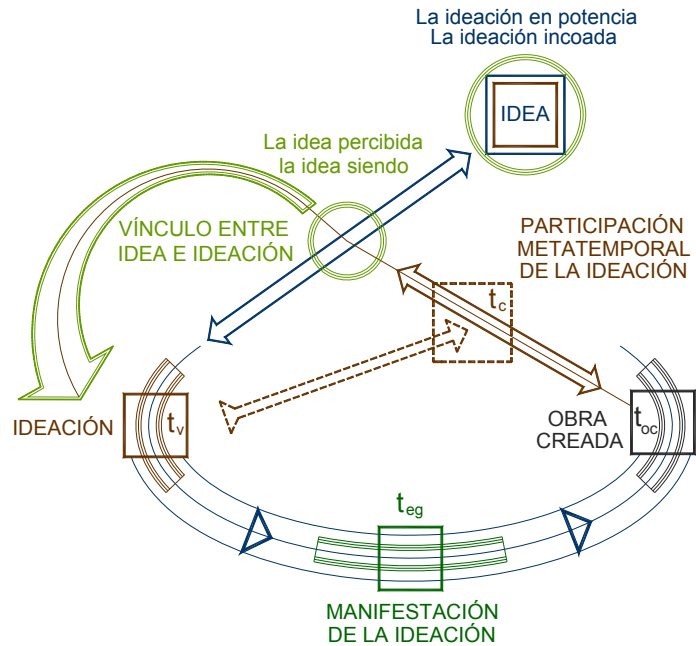 La ideación en potencia
La ideación incoada
IDEA
La idea percibida
la idea siendo
VÍNCULO ENTRE
IDEA E IDEACIÓN
PARTICIPACIÓN
METATEMPORAL
DE LA IDEACIÓN
tc
IDEACIÓN
tv
OBRA
CREADA
toc
teg
MANIFESTACIÓN
DE LA IDEACIÓN